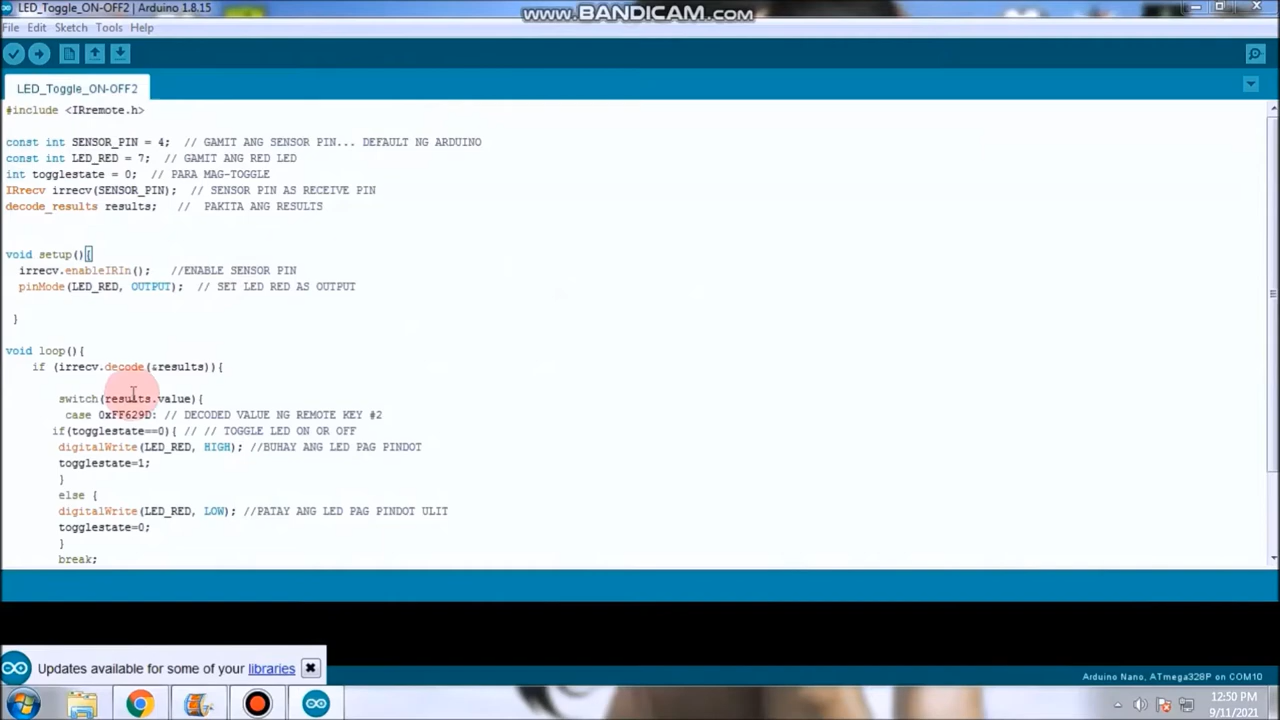 LED_Toggle_ON-OFF2 | Arduino 1.8.15
www.BANDICAM.com
File Edit Sketch Tools Help
LED_Toggle_ON-OFF2
#include <IRremote.h>
const int SENSOR_PIN = 4; // GAMIT ANG SENSOR PIN... DEFAULT NG ARDUINO
const int LED_RED = 7; // GAMIT ANG RED LED
int togglestate = 0; // PARA MAG-TOGGLE
IRrecv irrecv(SENSOR_PIN); // SENSOR PIN AS RECEIVE PIN
decode_results results; // PAKITA ANG RESULTS
void setup(){
irrecv.enableIRIn(); //ENABLE SENSOR PIN
pinMode(LED_RED, OUTPUT); // SET LED RED AS OUTPUT
}
void loop(){
if (irrecv.decode(&results)){
switch(results.value){
case 0xFF629D: // DECODED VALUE NG REMOTE KEY #2
if(togglestate==0){ // // TOGGLE LED ON OR OFF
digitalWrite(LED_RED, HIGH); //BUHAY ANG LED PAG PINDOT
togglestate=1;
}
else {
digitalWrite(LED_RED, LOW); //PATAY ANG LED PAG PINDOT ULIT
togglestate=0;
}
break;
Updates available for some of your libraries
Arduino Nano, ATmega328P on COM10
12:50 PM
9/11/2021